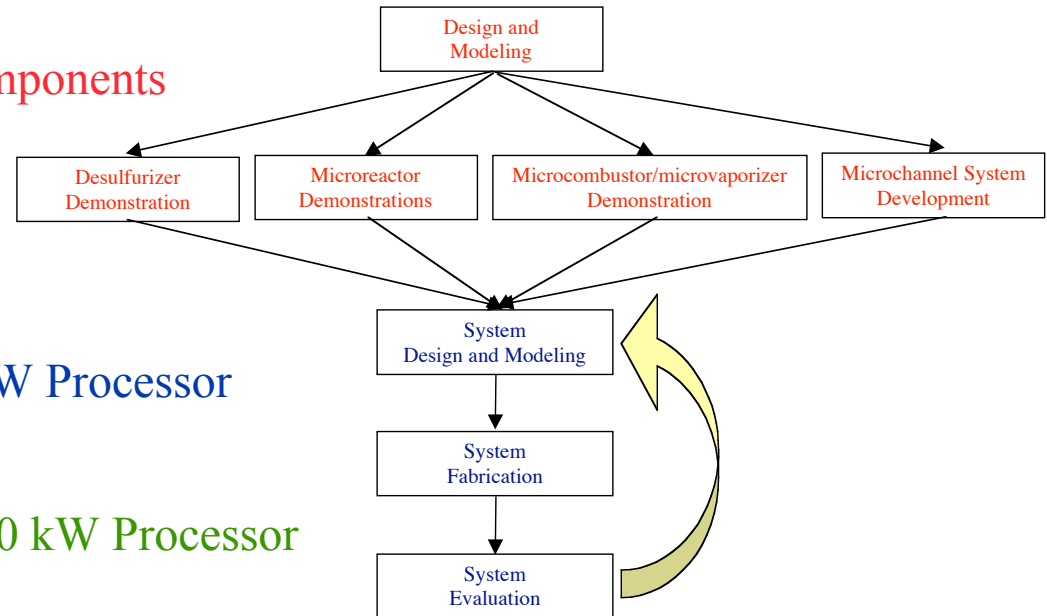 Design and
Modeling
mponents
Desulfurizer
Demonstration
Microreactor
Demonstrations
Microcombustor/microvaporizer
Demonstration
Microchannel System
Development
System
Design and Modeling
W Processor
System
Fabrication
0 kW Processor
System
Evaluation